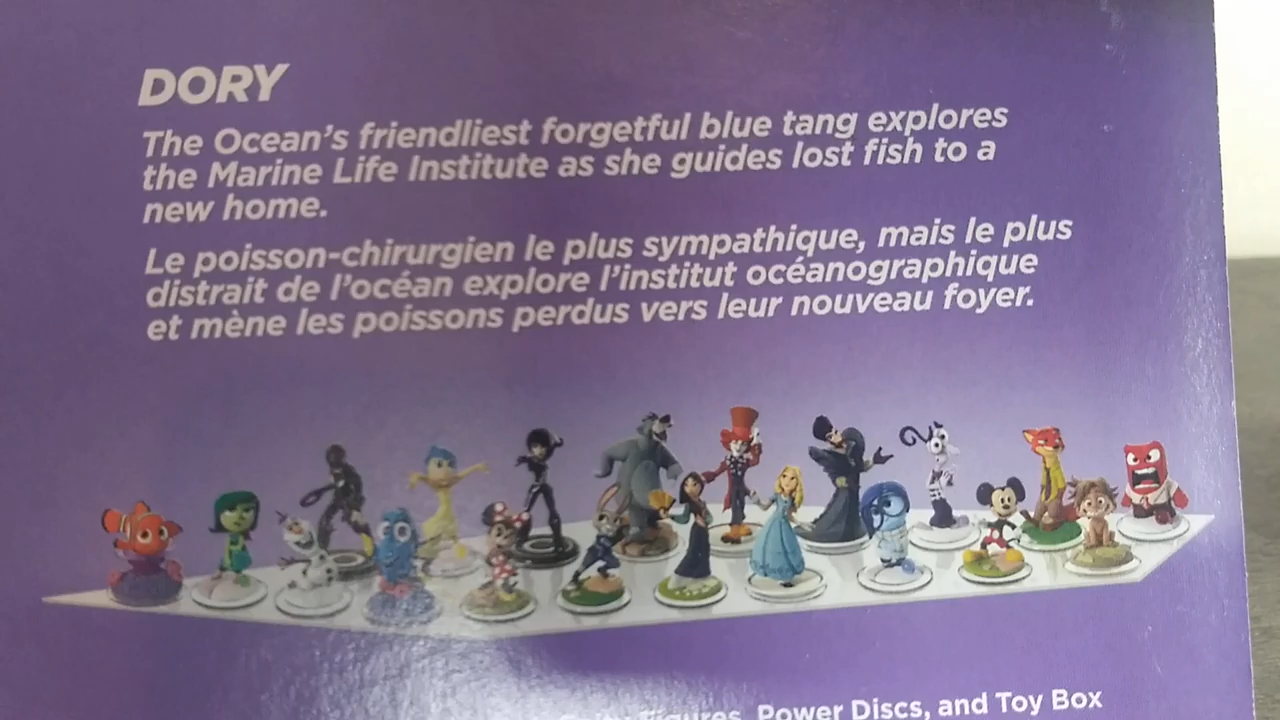 DORY
The Ocean's friendliest forgetful blue tang explores
the Marine Life Institute as she guides lost fish to a
new home.
Le poisson-chirurgien le plus sympathique, mais le plus
distrait de l'océan explore l'institut océanographique
et mène les poissons perdus vers leur nouveau foyer.
Figures, Power Discs, and Toy Box